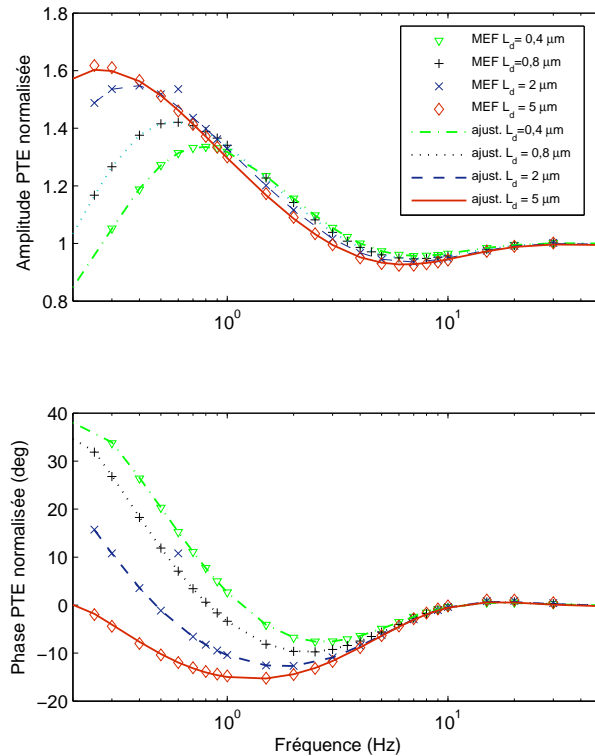 1.8
1.6
1.4
1.2
1
0.8
Amplitude PTE normalisée
10^0
10^1
MEF L_d= 0,4 µm
MEF L_d=0,8 µm
MEF L_d = 2 µm
MEF L_d = 5 µm
ajust. L_d=0,4 µm
ajust. L_d = 0,8 µm
ajust. L_d = 2 µm
ajust. L_d = 5 µm
40
30
20
10
0
−10
−20
Phase PTE normalisée (deg)
10^0
10^1
Fréquence (Hz)